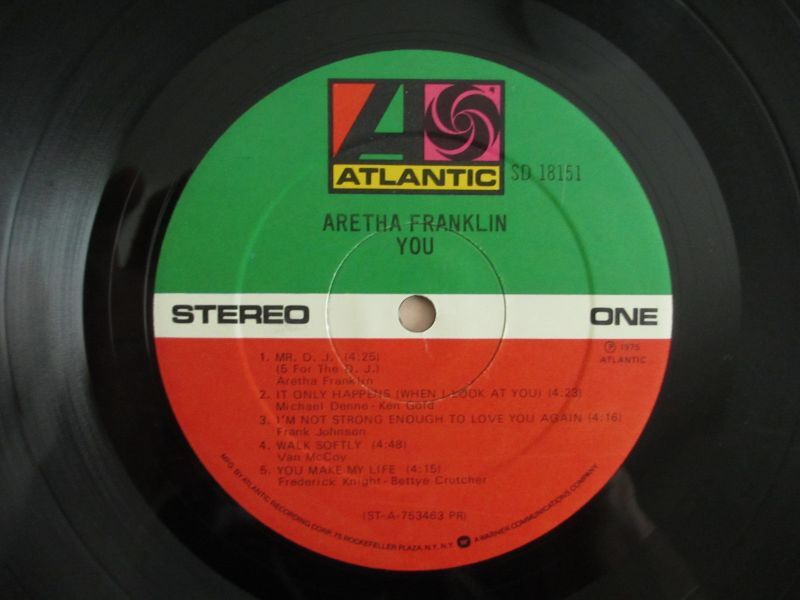 ATLANTIC
SD 18151
ARETHA FRANKLIN
YOU
STEREO
ONE
℗ 1975
ATLANTIC
1. MR. D. J. (4:25)
(5 For The D. J.)
Aretha Franklin
2. IT ONLY HAPPENS (WHEN I LOOK AT YOU) (4:23)
Michael Denne - Ken Gold
3. I'M NOT STRONG ENOUGH TO LOVE YOU AGAIN (4:16)
Frank Johnson
4. WALK SOFTLY (4:48)
Van McCoy
5. YOU MAKE MY LIFE (4:15)
Frederick Knight - Bettye Crutcher
(ST-A-753463 PR)
MFG. BY ATLANTIC RECORDING CORP., 75 ROCKEFELLER PLAZA, N.Y., N.Y. A WARNER COMMUNICATIONS COMPANY